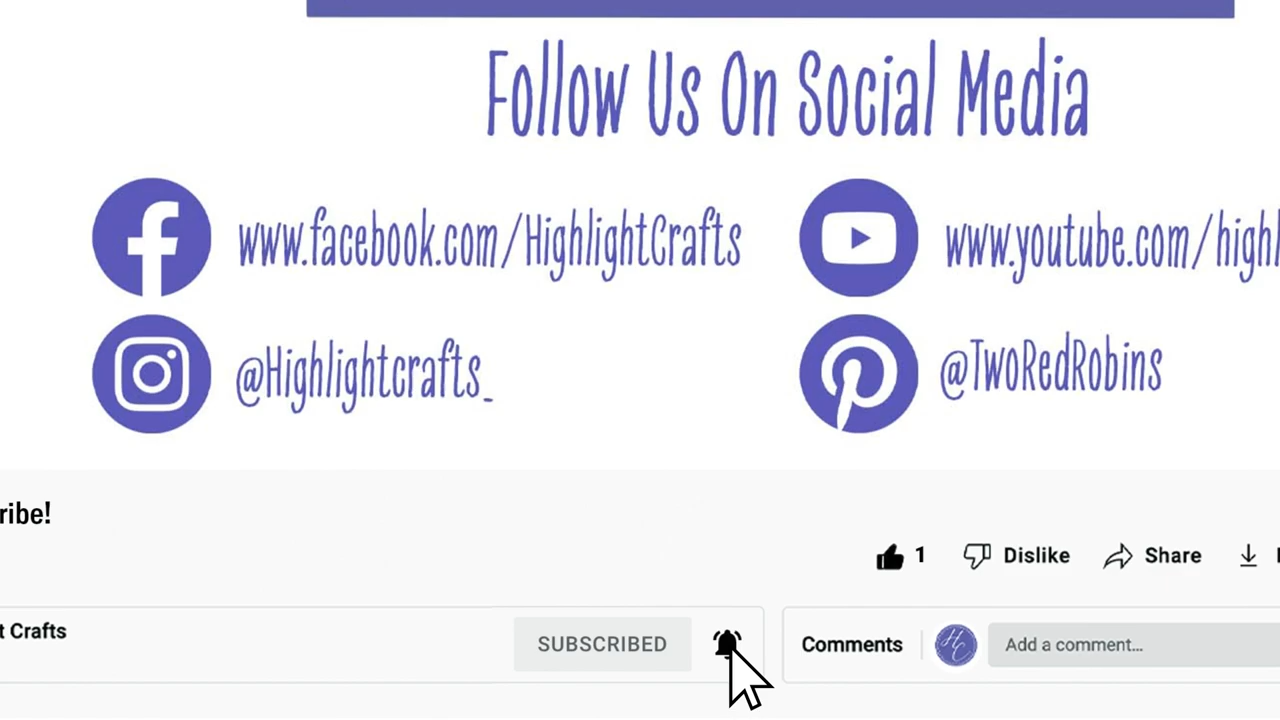 Follow Us On Social Media
www.facebook.com/HighlightCrafts
www.youtube.com/highl
@Highlightcrafts_
@TwoRedRobins
ribe!
1
Dislike
Share
t Crafts
SUBSCRIBED
Comments
HC
Add a comment...